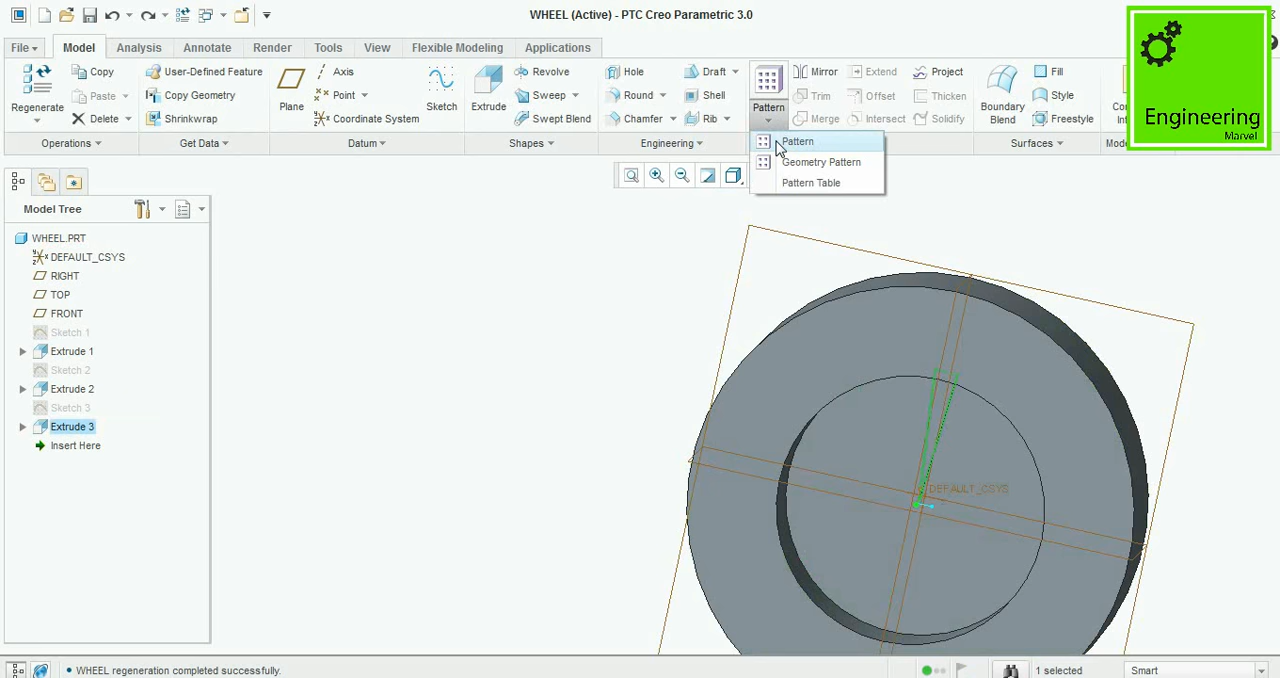 WHEEL (Active) - PTC Creo Parametric 3.0
File Model Analysis Annotate Render Tools View Flexible Modeling Applications
Regenerate
Copy
Paste
Delete
Operations
User-Defined Feature
Copy Geometry
Shrinkwrap
Get Data
Plane
Axis
Point
Coordinate System
Sketch
Datum
Extrude
Revolve
Sweep
Swept Blend
Shapes
Hole
Round
Chamfer
Draft
Shell
Rib
Engineering
Pattern
Mirror
Trim
Merge
Extend
Offset
Intersect
Project
Thicken
Solidify
Boundary
Blend
Fill
Style
Freestyle
Surfaces
Engineering
Marvel
Pattern
Geometry Pattern
Pattern Table
Model Tree
WHEEL.PRT
DEFAULT_CSYS
RIGHT
TOP
FRONT
Sketch 1
Extrude 1
Sketch 2
Extrude 2
Sketch 3
Extrude 3
Insert Here
DEFAULT_CSYS
WHEEL regeneration completed successfully.
1 selected
Smart